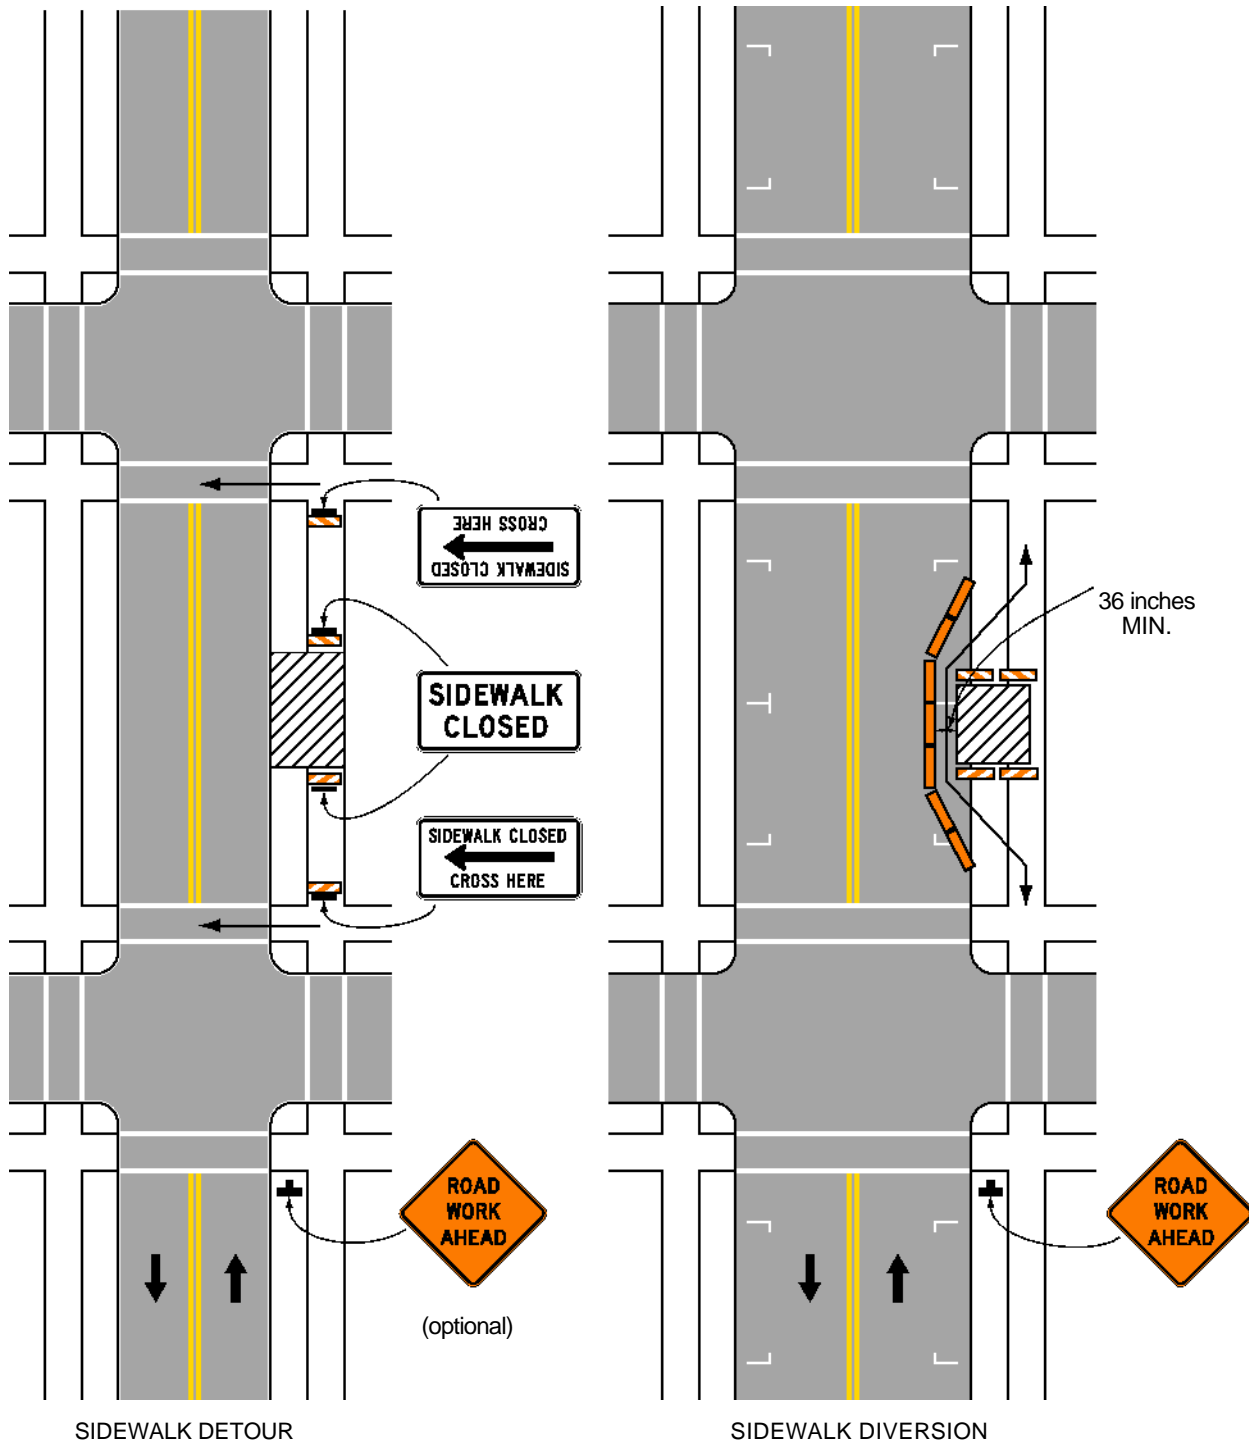 CROSS HERE
SIDEWALK CLOSED
SIDEWALK
CLOSED
SIDEWALK CLOSED
CROSS HERE
ROAD
WORK
AHEAD
(optional)
SIDEWALK DETOUR
36 inches
MIN.
ROAD
WORK
AHEAD
SIDEWALK DIVERSION